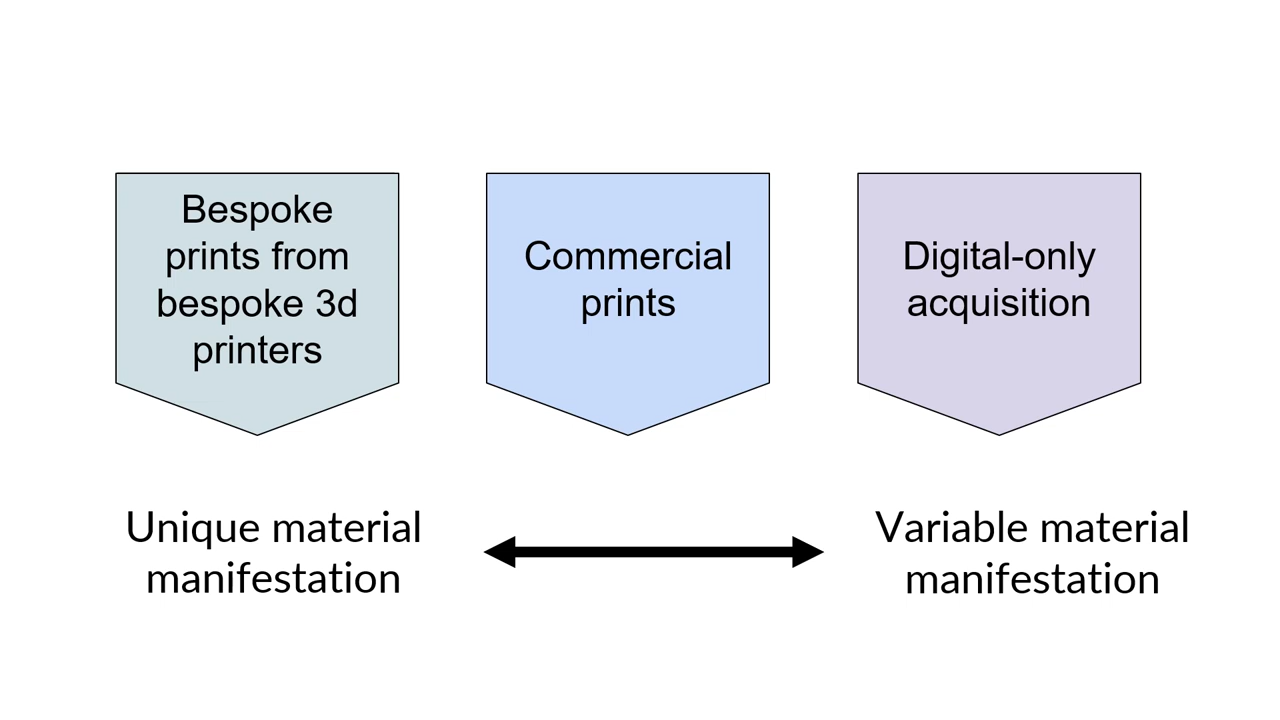 Bespoke
prints from
bespoke 3d
printers
Commercial
prints
Digital-only
acquisition
Unique material
manifestation
Variable material
manifestation